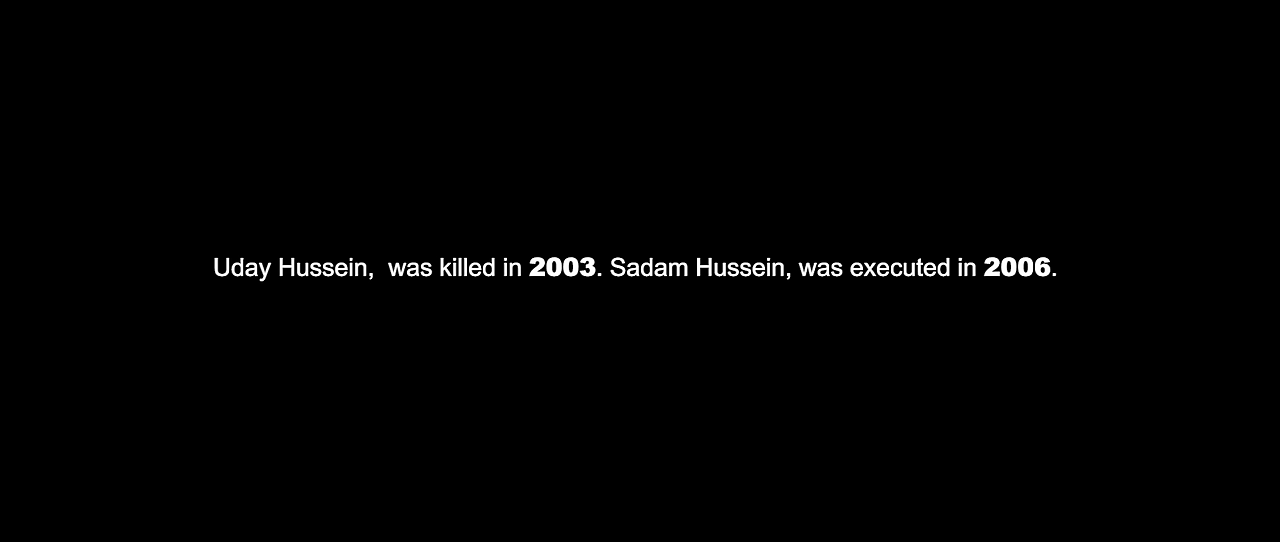 Uday Hussein,  was killed in 2003. Sadam Hussein, was executed in 2006.